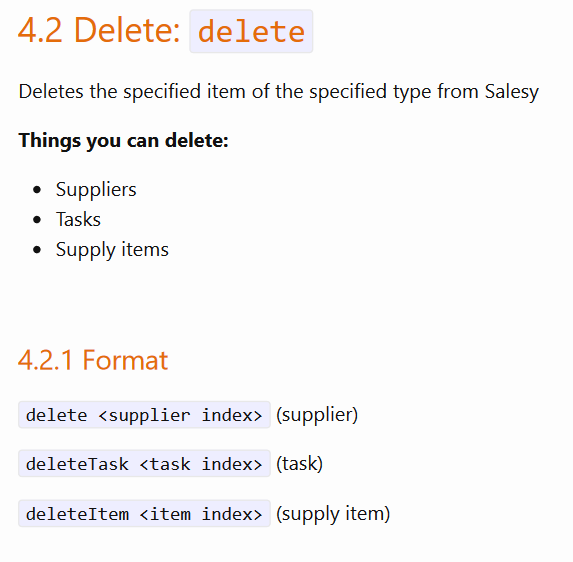 4.2 Delete: delete
Deletes the specified item of the specified type from Salesy
Things you can delete:
• Suppliers
• Tasks
• Supply items
4.2.1 Format
delete <supplier index> (supplier)
deleteTask <task index> (task)
deleteItem <item index> (supply item)